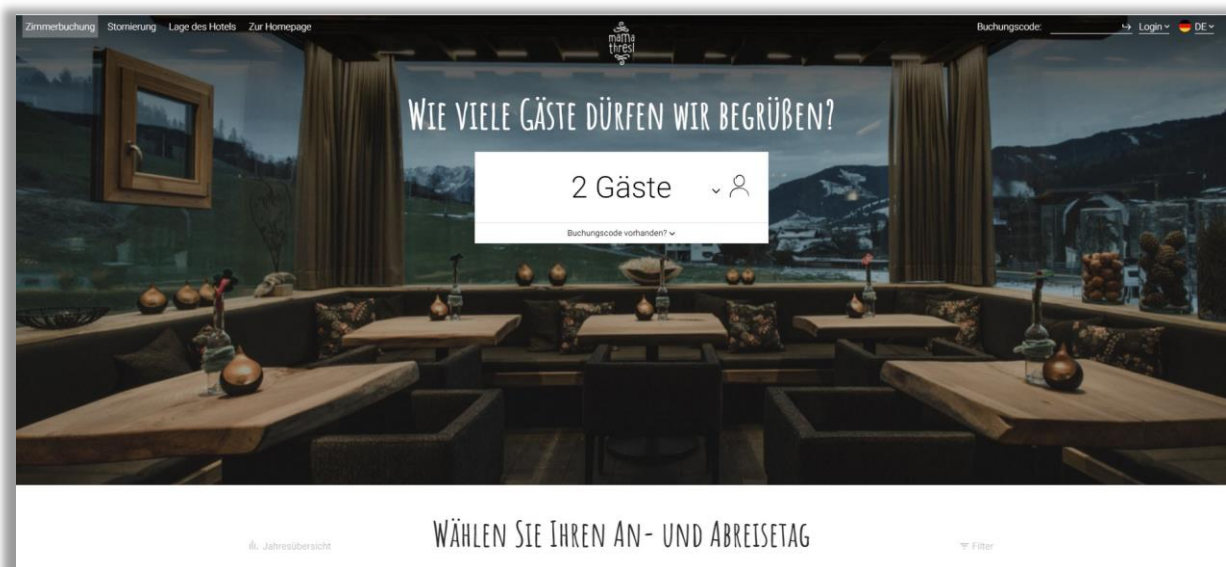 Zimmerbuchung Stornierung Lage des Hotels Zur Homepage
mama
thresl
Buchungscode: Login DE
WIE VIELE GÄSTE DÜRFEN WIR BEGRÜßEN?
2 Gäste
Buchungscode vorhanden?
WÄHLEN SIE IHREN AN- UND ABREISETAG
Jahresübersicht
Filter